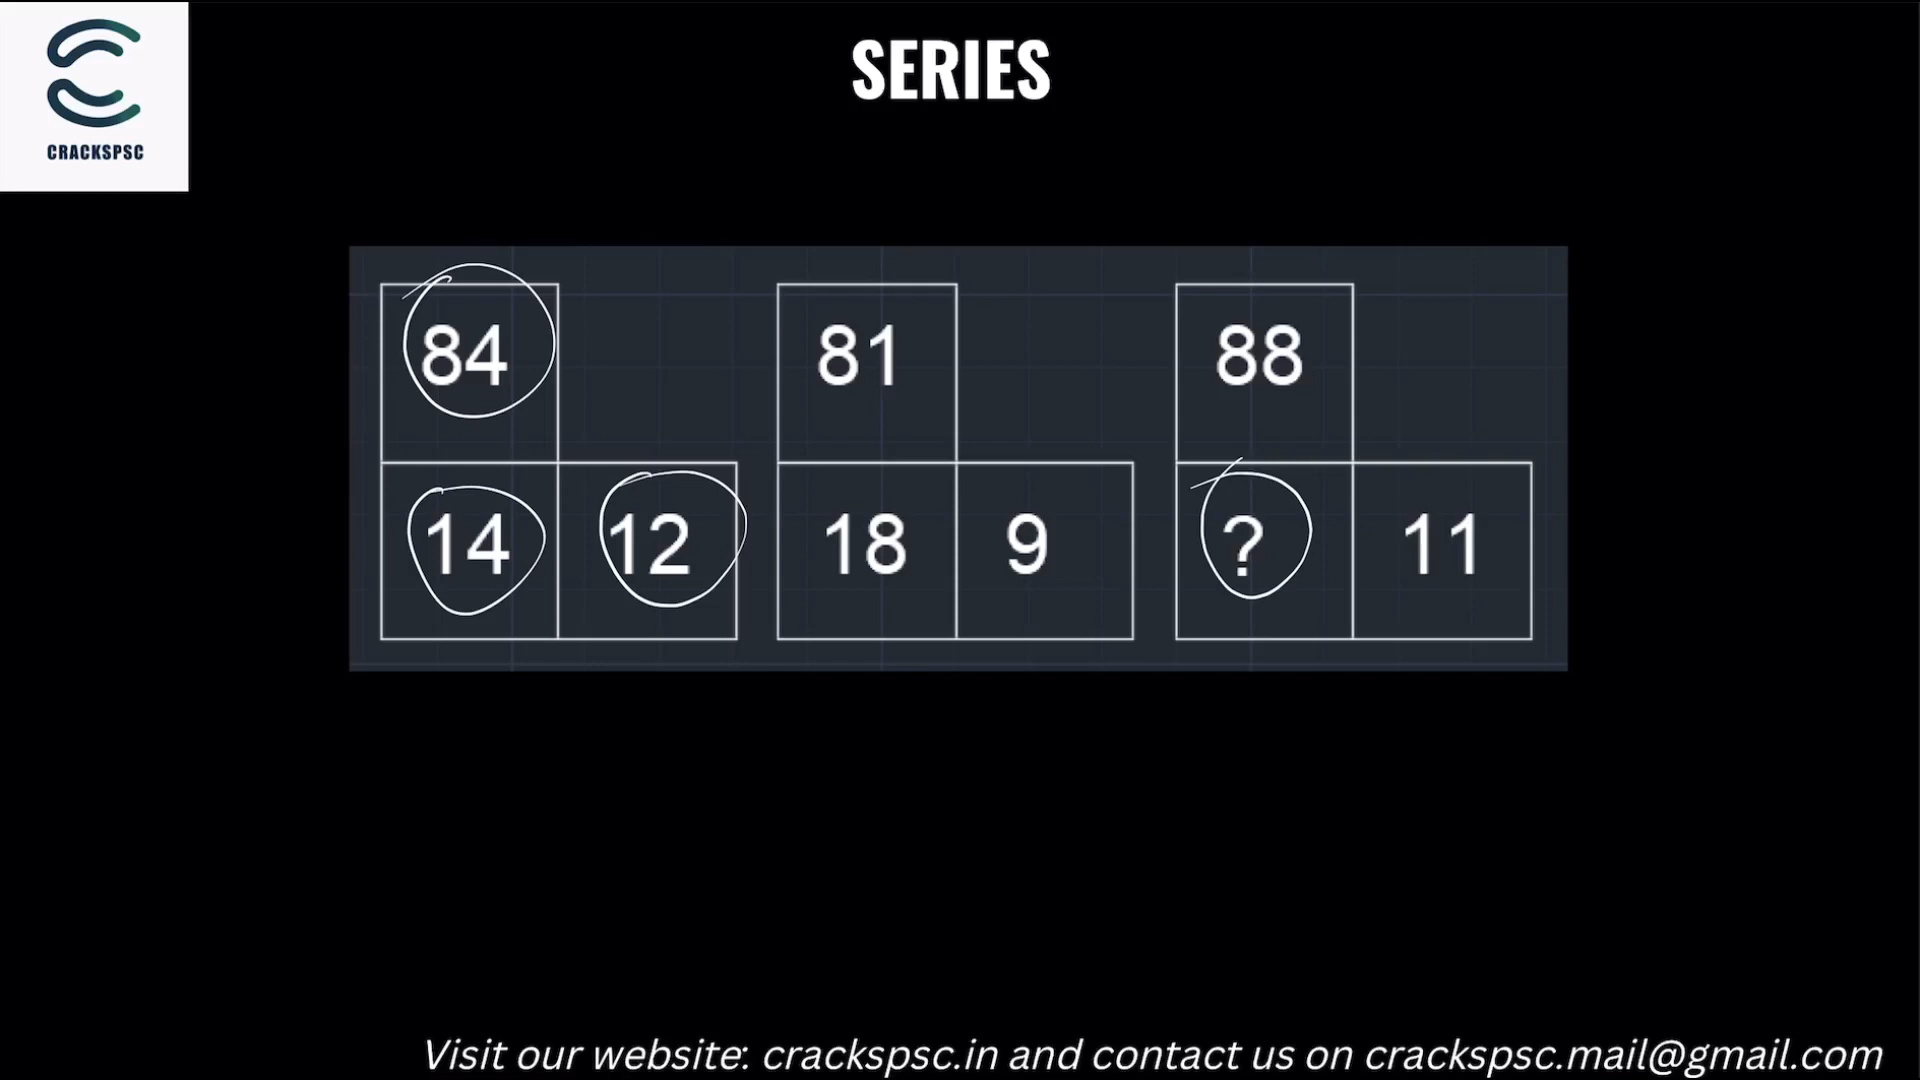 CRACKSPSC
SERIES
84 81 88
14 12 18 9 ? 11
Visit our website: crackspsc.in and contact us on crackspsc.mail@gmail.com